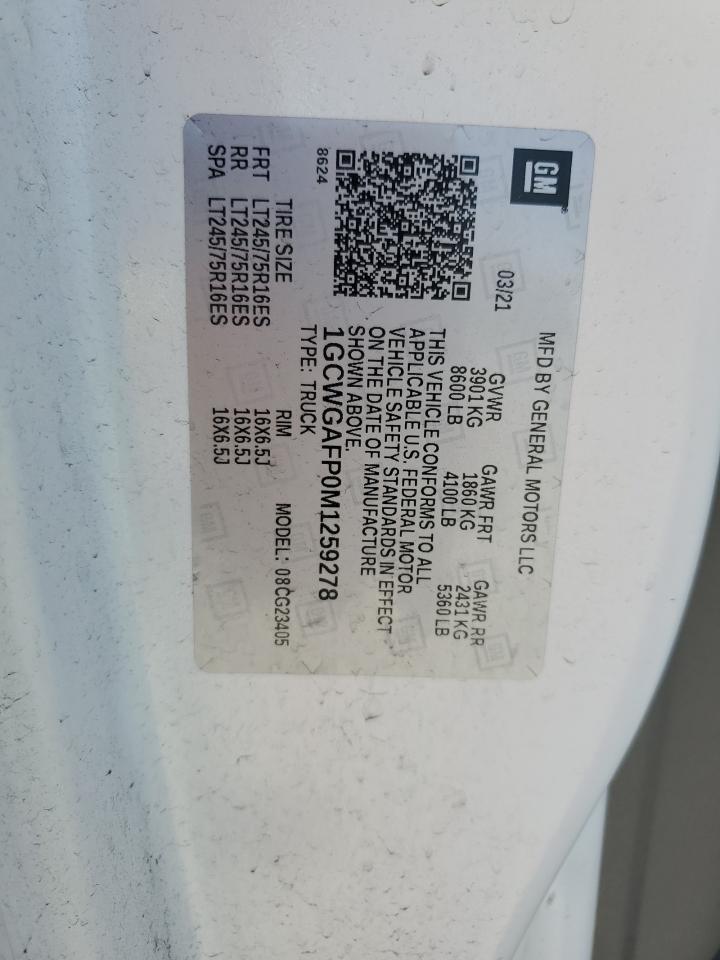 GM
MFD BY GENERAL MOTORS LLC
03/21
GVWR GAWR FRT GAWR RR
3901 KG 1860 KG 2431 KG
8600 LB 4100 LB 5360 LB
THIS VEHICLE CONFORMS TO ALL
APPLICABLE U.S. FEDERAL MOTOR
VEHICLE SAFETY STANDARDS IN EFFECT
ON THE DATE OF MANUFACTURE
SHOWN ABOVE.
8624
1GCWGAFP0M1259278
TYPE: TRUCK
MODEL: 08CG23405
TIRE SIZE RIM
FRT LT245/75R16ES 16X6.5J
RR LT245/75R16ES 16X6.5J
SPA LT245/75R16ES 16X6.5J